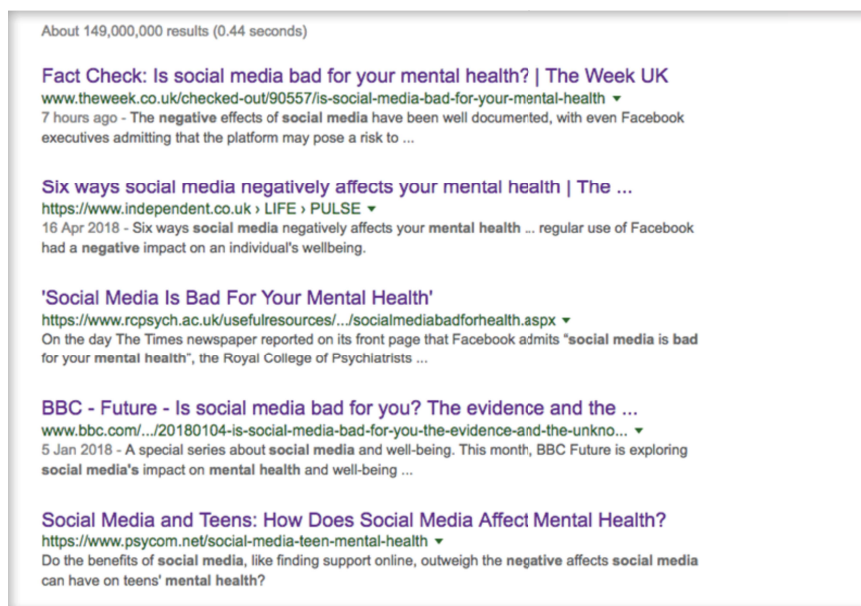 About 149,000,000 results (0.44 seconds)
Fact Check: Is social media bad for your mental health? | The Week UK
www.theweek.co.uk/checked-out/90557/is-social-media-bad-for-your-mental-health
7 hours ago - The negative effects of social media have been well documented, with even Facebook
executives admitting that the platform may pose a risk to ...
Six ways social media negatively affects your mental health | The ...
https://www.independent.co.uk › LIFE › PULSE
16 Apr 2018 - Six ways social media negatively affects your mental health ... regular use of Facebook
had a negative impact on an individual's wellbeing.
'Social Media Is Bad For Your Mental Health'
https://www.rcpsych.ac.uk/usefulresources/.../socialmediabadforhealth.aspx
On the day The Times newspaper reported on its front page that Facebook admits “social media is bad
for your mental health”, the Royal College of Psychiatrists ...
BBC - Future - Is social media bad for you? The evidence and the ...
www.bbc.com/.../20180104-is-social-media-bad-for-you-the-evidence-and-the-unkno...
5 Jan 2018 - A special series about social media and well-being. This month, BBC Future is exploring
social media's impact on mental health and well-being ...
Social Media and Teens: How Does Social Media Affect Mental Health?
https://www.psycom.net/social-media-teen-mental-health
Do the benefits of social media, like finding support online, outweigh the negative affects social media
can have on teens' mental health?